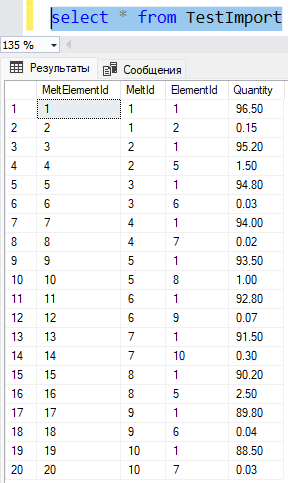 select * from TestImport
135 %
Результаты Сообщения
MeltElementId MeltId ElementId Quantity
1 1 1 1 96.50
2 2 1 2 0.15
3 3 2 1 95.20
4 4 2 5 1.50
5 5 3 1 94.80
6 6 3 6 0.03
7 7 4 1 94.00
8 8 4 7 0.02
9 9 5 1 93.50
10 10 5 8 1.00
11 11 6 1 92.80
12 12 6 9 0.07
13 13 7 1 91.50
14 14 7 10 0.30
15 15 8 1 90.20
16 16 8 5 2.50
17 17 9 1 89.80
18 18 9 6 0.04
19 19 10 1 88.50
20 20 10 7 0.03